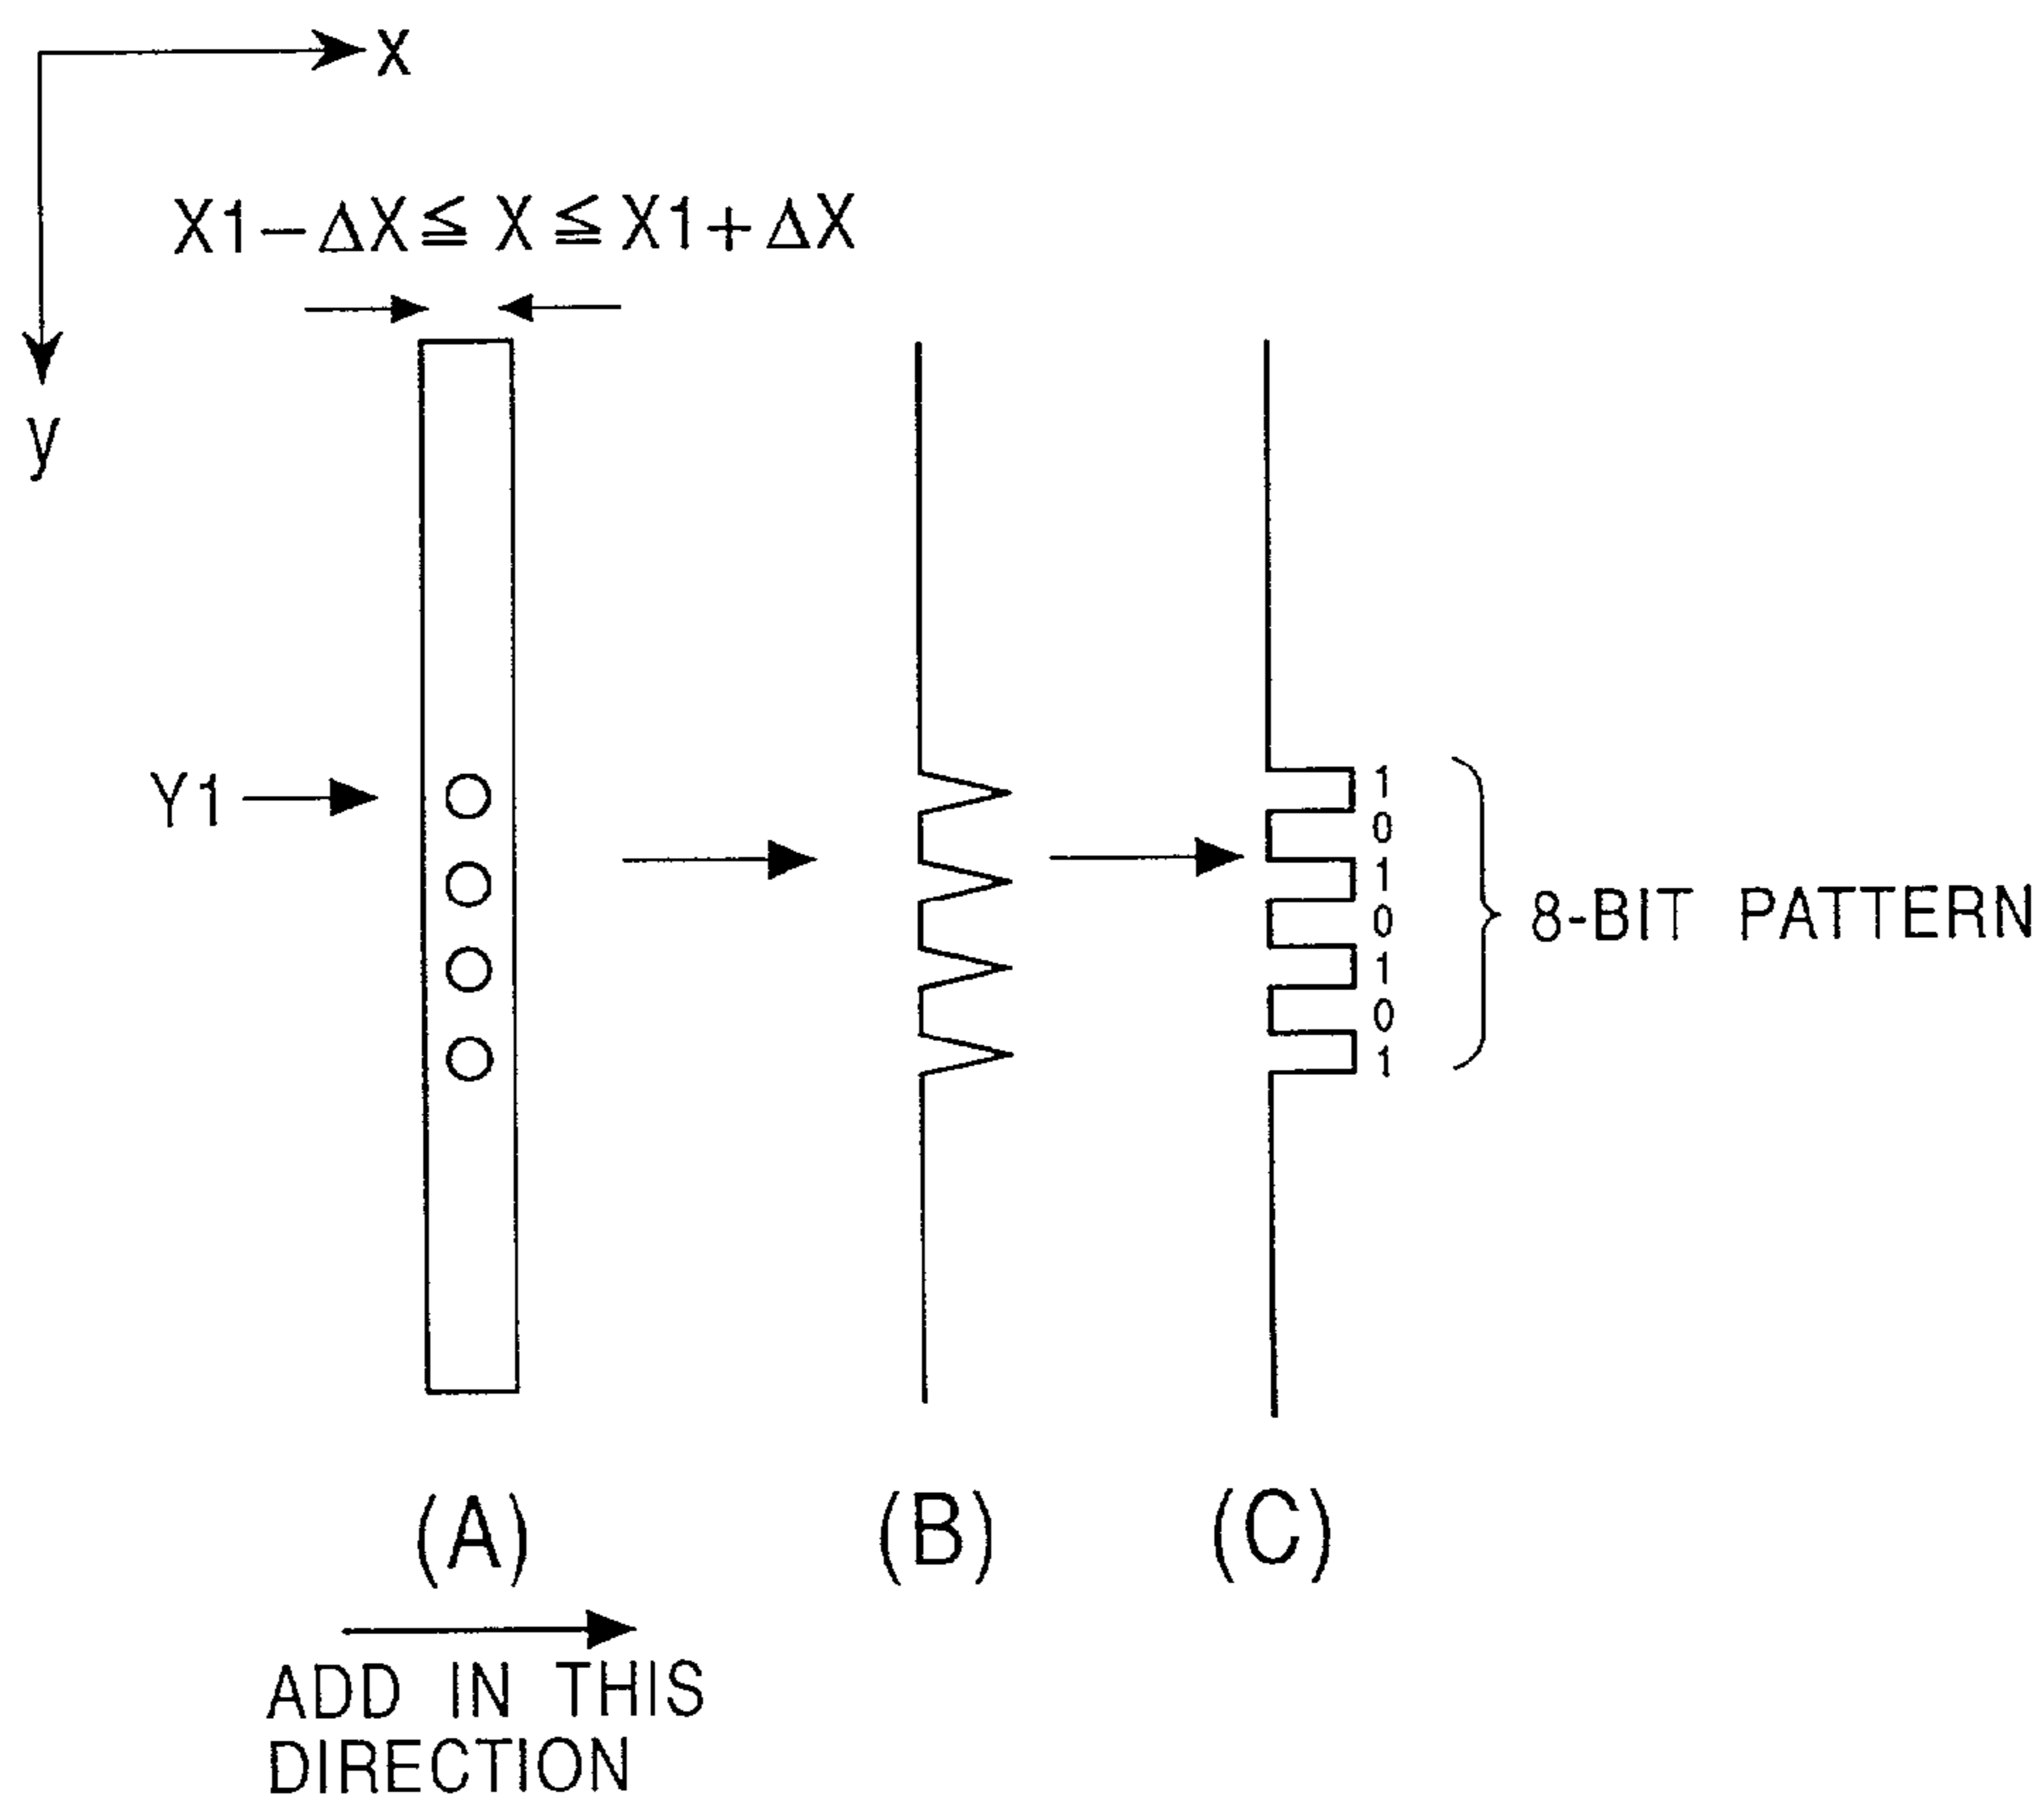 X
y
X1-ΔX≦X≦X1+ΔX
Y1
1
0
1
0
1
0
1
8-BIT PATTERN
(A)
(B)
(C)
ADD IN THIS
DIRECTION